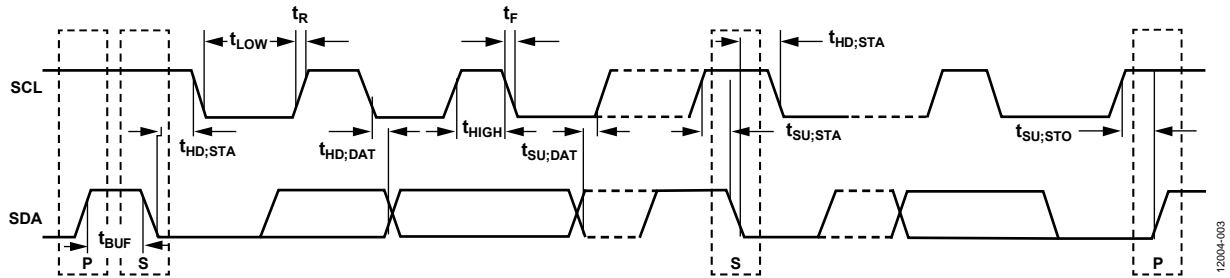 tR
tF
tLOW
tHD;STA
SCL
tHD;STA
tHD;DAT
tHIGH
tSU;DAT
tSU;STA
tSU;STO
SDA
tBUF
P
S
S
P
12004-003